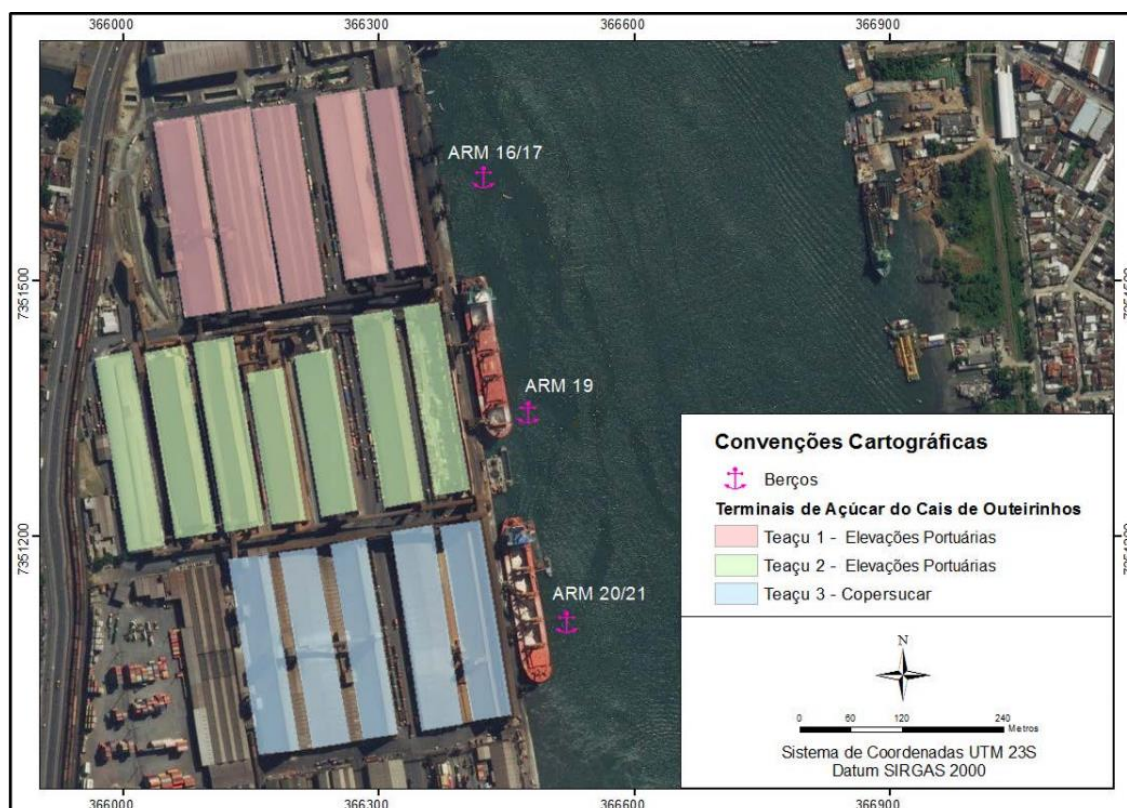 366000 366300 366600 366900
ARM 16/17
7351500 7351500
ARM 19
Convenções Cartográficas
Berços
Terminais de Açúcar do Cais de Outeirinhos
7351200 7351200
Teaçu 1 - Elevações Portuárias
Teaçu 2 - Elevações Portuárias
Teaçu 3 - Copersucar
ARM 20/21
N
0 60 120 240
Metros
Sistema de Coordenadas UTM 23S
Datum SIRGAS 2000
366000 366300 366600 366900